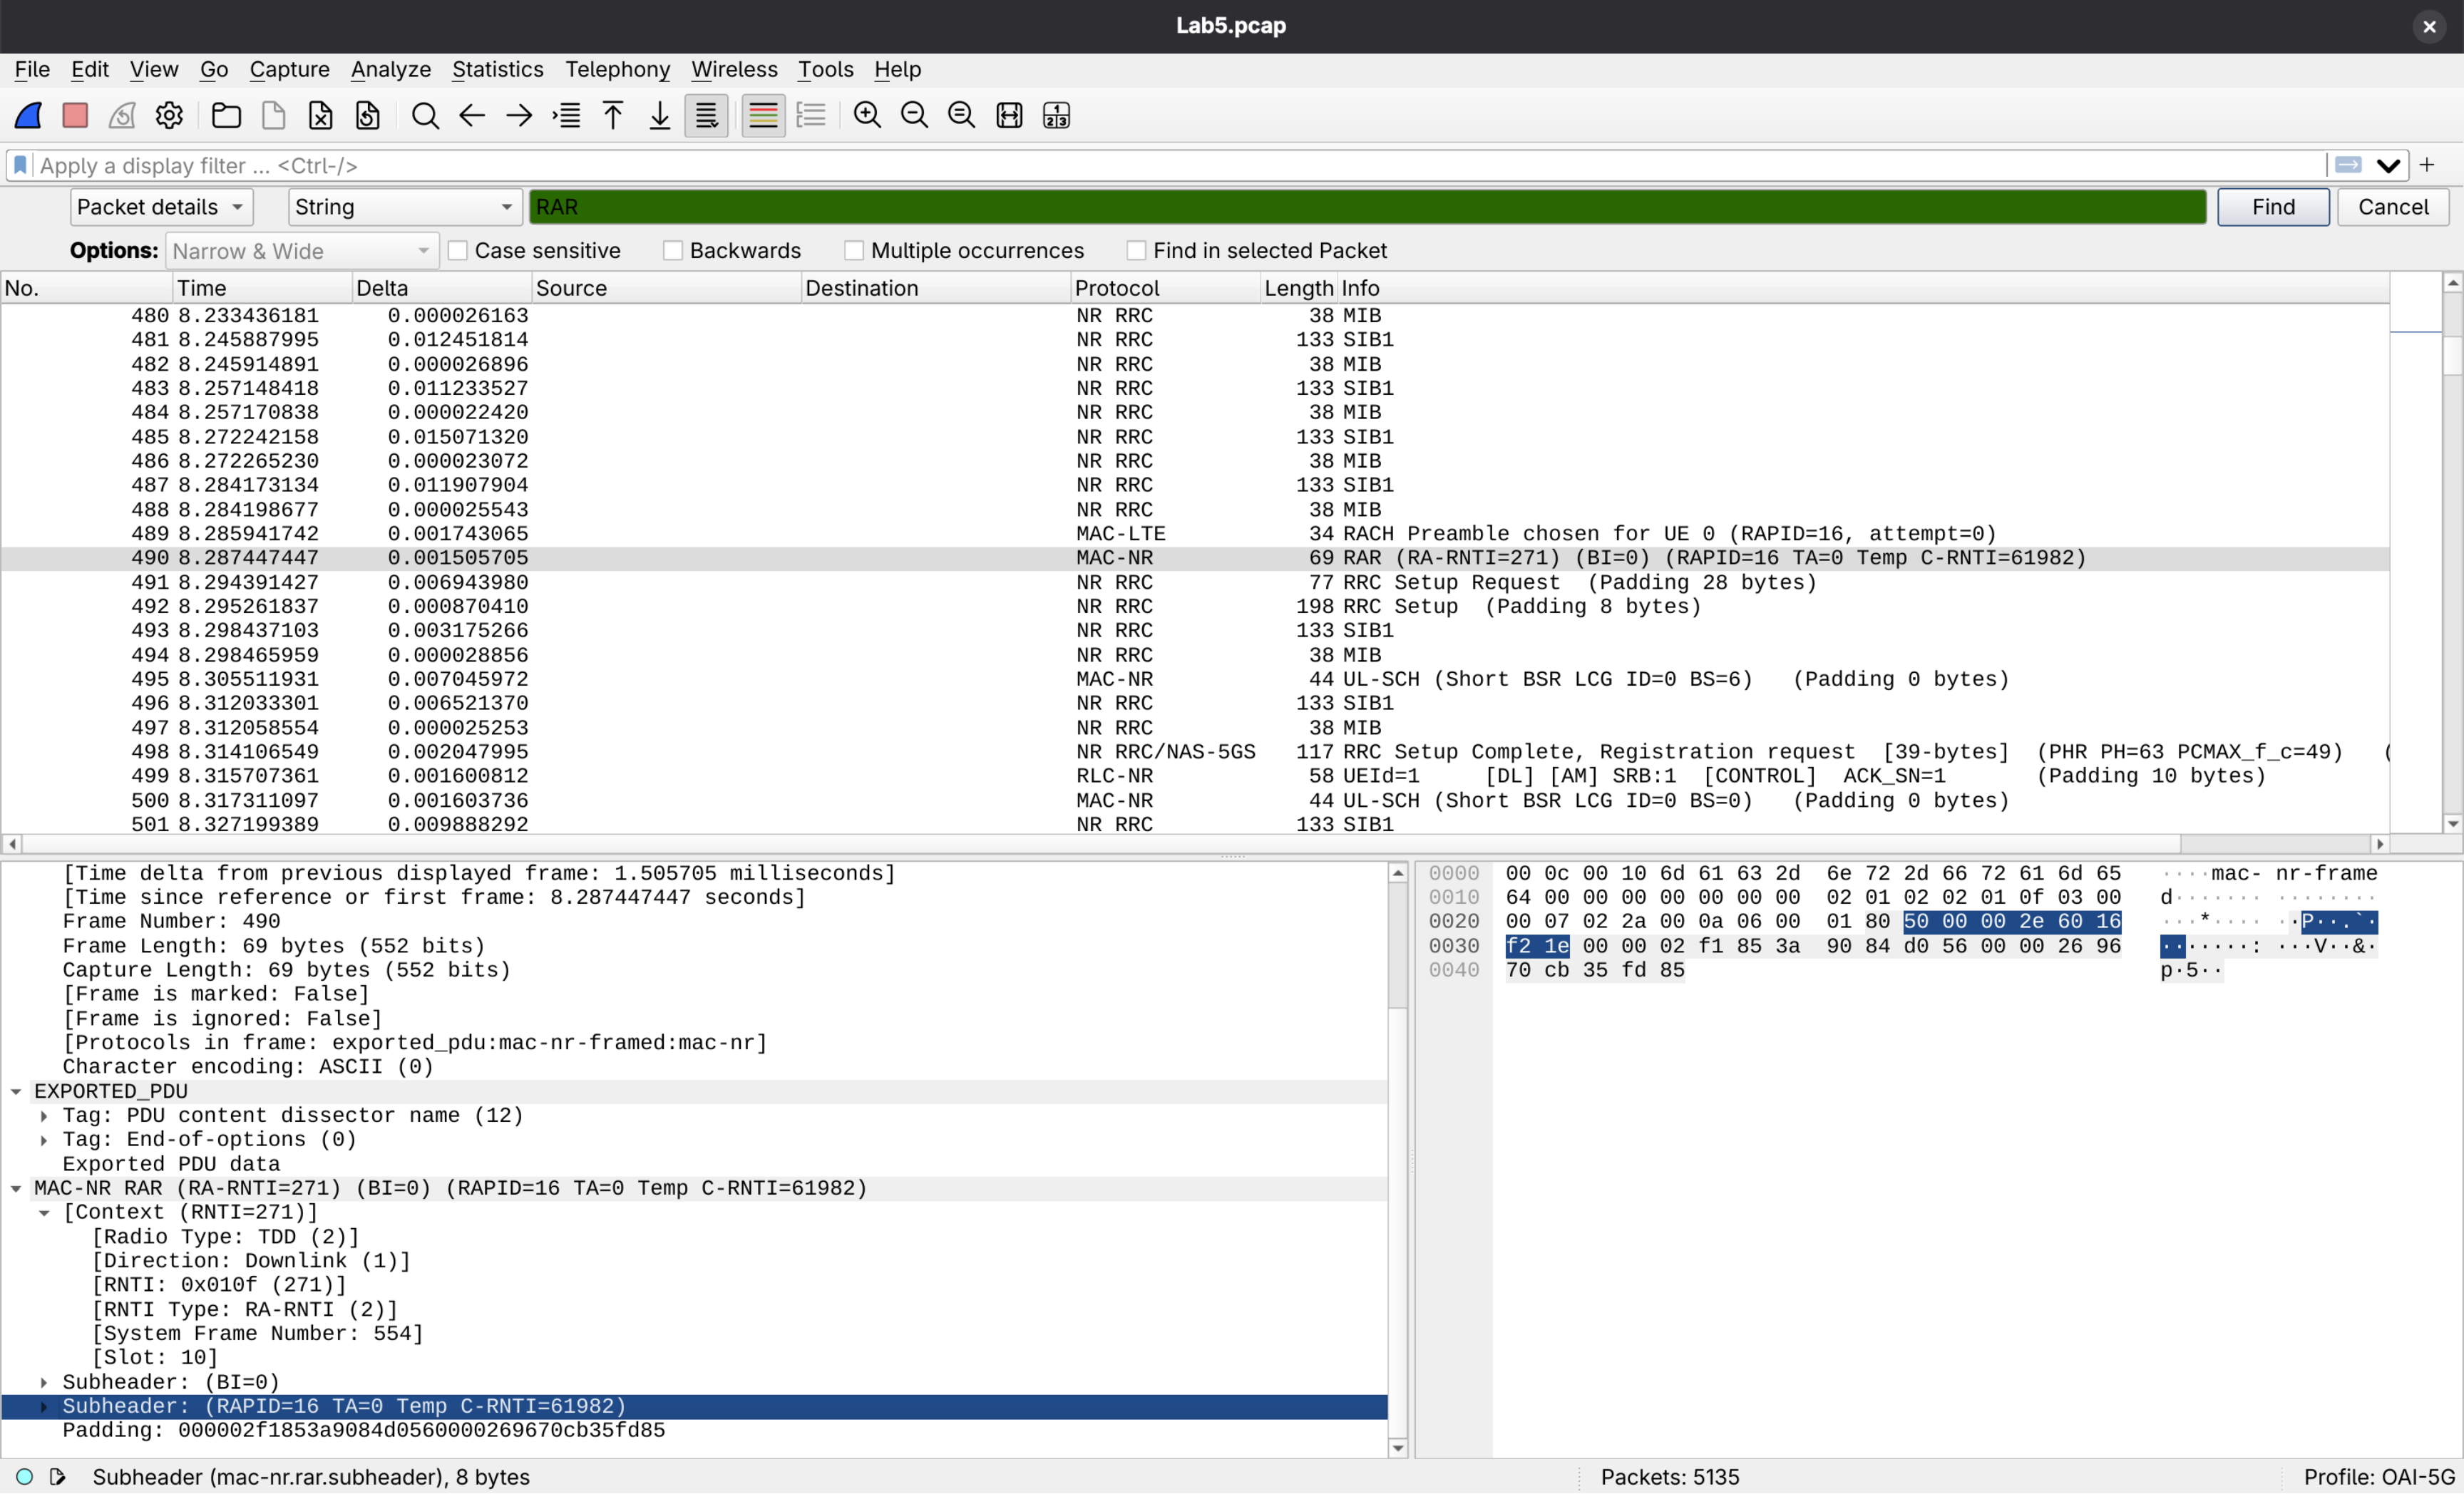 Lab5.pcap
File Edit View Go Capture Analyze Statistics Telephony Wireless Tools Help
Apply a display filter ... <Ctrl-/>
Packet details String RAR Find Cancel
Options: Narrow & Wide Case sensitive Backwards Multiple occurrences Find in selected Packet
No. Time Delta Source Destination Protocol Length Info
480 8.233436181 0.000026163 NR RRC 38 MIB
481 8.245887995 0.012451814 NR RRC 133 SIB1
482 8.245914891 0.000026896 NR RRC 38 MIB
483 8.257148418 0.011233527 NR RRC 133 SIB1
484 8.257170838 0.000022420 NR RRC 38 MIB
485 8.272242158 0.015071320 NR RRC 133 SIB1
486 8.272265230 0.000023072 NR RRC 38 MIB
487 8.284173134 0.011907904 NR RRC 133 SIB1
488 8.284198677 0.000025543 NR RRC 38 MIB
489 8.285941742 0.001743065 MAC-LTE 34 RACH Preamble chosen for UE 0 (RAPID=16, attempt=0)
490 8.287447447 0.001505705 MAC-NR 69 RAR (RA-RNTI=271) (BI=0) (RAPID=16 TA=0 Temp C-RNTI=61982)
491 8.294391427 0.006943980 NR RRC 77 RRC Setup Request (Padding 28 bytes)
492 8.295261837 0.000870410 NR RRC 198 RRC Setup (Padding 8 bytes)
493 8.298437103 0.003175266 NR RRC 133 SIB1
494 8.298465959 0.000028856 NR RRC 38 MIB
495 8.305511931 0.007045972 MAC-NR 44 UL-SCH (Short BSR LCG ID=0 BS=6) (Padding 0 bytes)
496 8.312033301 0.006521370 NR RRC 133 SIB1
497 8.312058554 0.000025253 NR RRC 38 MIB
498 8.314106549 0.002047995 NR RRC/NAS-5GS 117 RRC Setup Complete, Registration request [39-bytes] (PHR PH=63 PCMAX_f_c=49) (
499 8.315707361 0.001600812 RLC-NR 58 UEId=1 [DL] [AM] SRB:1 [CONTROL] ACK_SN=1 (Padding 10 bytes)
500 8.317311097 0.001603736 MAC-NR 44 UL-SCH (Short BSR LCG ID=0 BS=0) (Padding 0 bytes)
501 8.327199389 0.009888292 NR RRC 133 SIB1
[Time delta from previous displayed frame: 1.505705 milliseconds]
[Time since reference or first frame: 8.287447447 seconds]
Frame Number: 490
Frame Length: 69 bytes (552 bits)
Capture Length: 69 bytes (552 bits)
[Frame is marked: False]
[Frame is ignored: False]
[Protocols in frame: exported_pdu:mac-nr-framed:mac-nr]
Character encoding: ASCII (0)
EXPORTED_PDU
Tag: PDU content dissector name (12)
Tag: End-of-options (0)
Exported PDU data
MAC-NR RAR (RA-RNTI=271) (BI=0) (RAPID=16 TA=0 Temp C-RNTI=61982)
[Context (RNTI=271)]
[Radio Type: TDD (2)]
[Direction: Downlink (1)]
[RNTI: 0x010f (271)]
[RNTI Type: RA-RNTI (2)]
[System Frame Number: 554]
[Slot: 10]
Subheader: (BI=0)
Subheader: (RAPID=16 TA=0 Temp C-RNTI=61982)
Padding: 000002f1853a9084d0560000269670cb35fd85
0000 00 0c 00 10 6d 61 63 2d 6e 72 2d 66 72 61 6d 65 ····mac- nr-frame
0010 64 00 00 00 00 00 00 00 02 01 02 02 01 0f 03 00 d······· ········
0020 00 07 02 2a 00 0a 06 00 01 80 50 00 00 2e 60 16 ···*···· ··P··.`·
0030 f2 1e 00 00 02 f1 85 3a 90 84 d0 56 00 00 26 96 ·······: ···V··&·
0040 70 cb 35 fd 85 p·5··
Subheader (mac-nr.rar.subheader), 8 bytes
Packets: 5135
Profile: OAI-5G